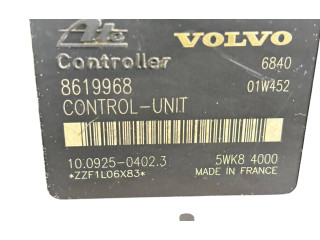 Ate VOLVO
Controller 6840
8619968 01W452
CONTROL-UNIT
10.0925-0402.3 5WK8 4000
*ZZF1L06X83* MADE IN FRANCE